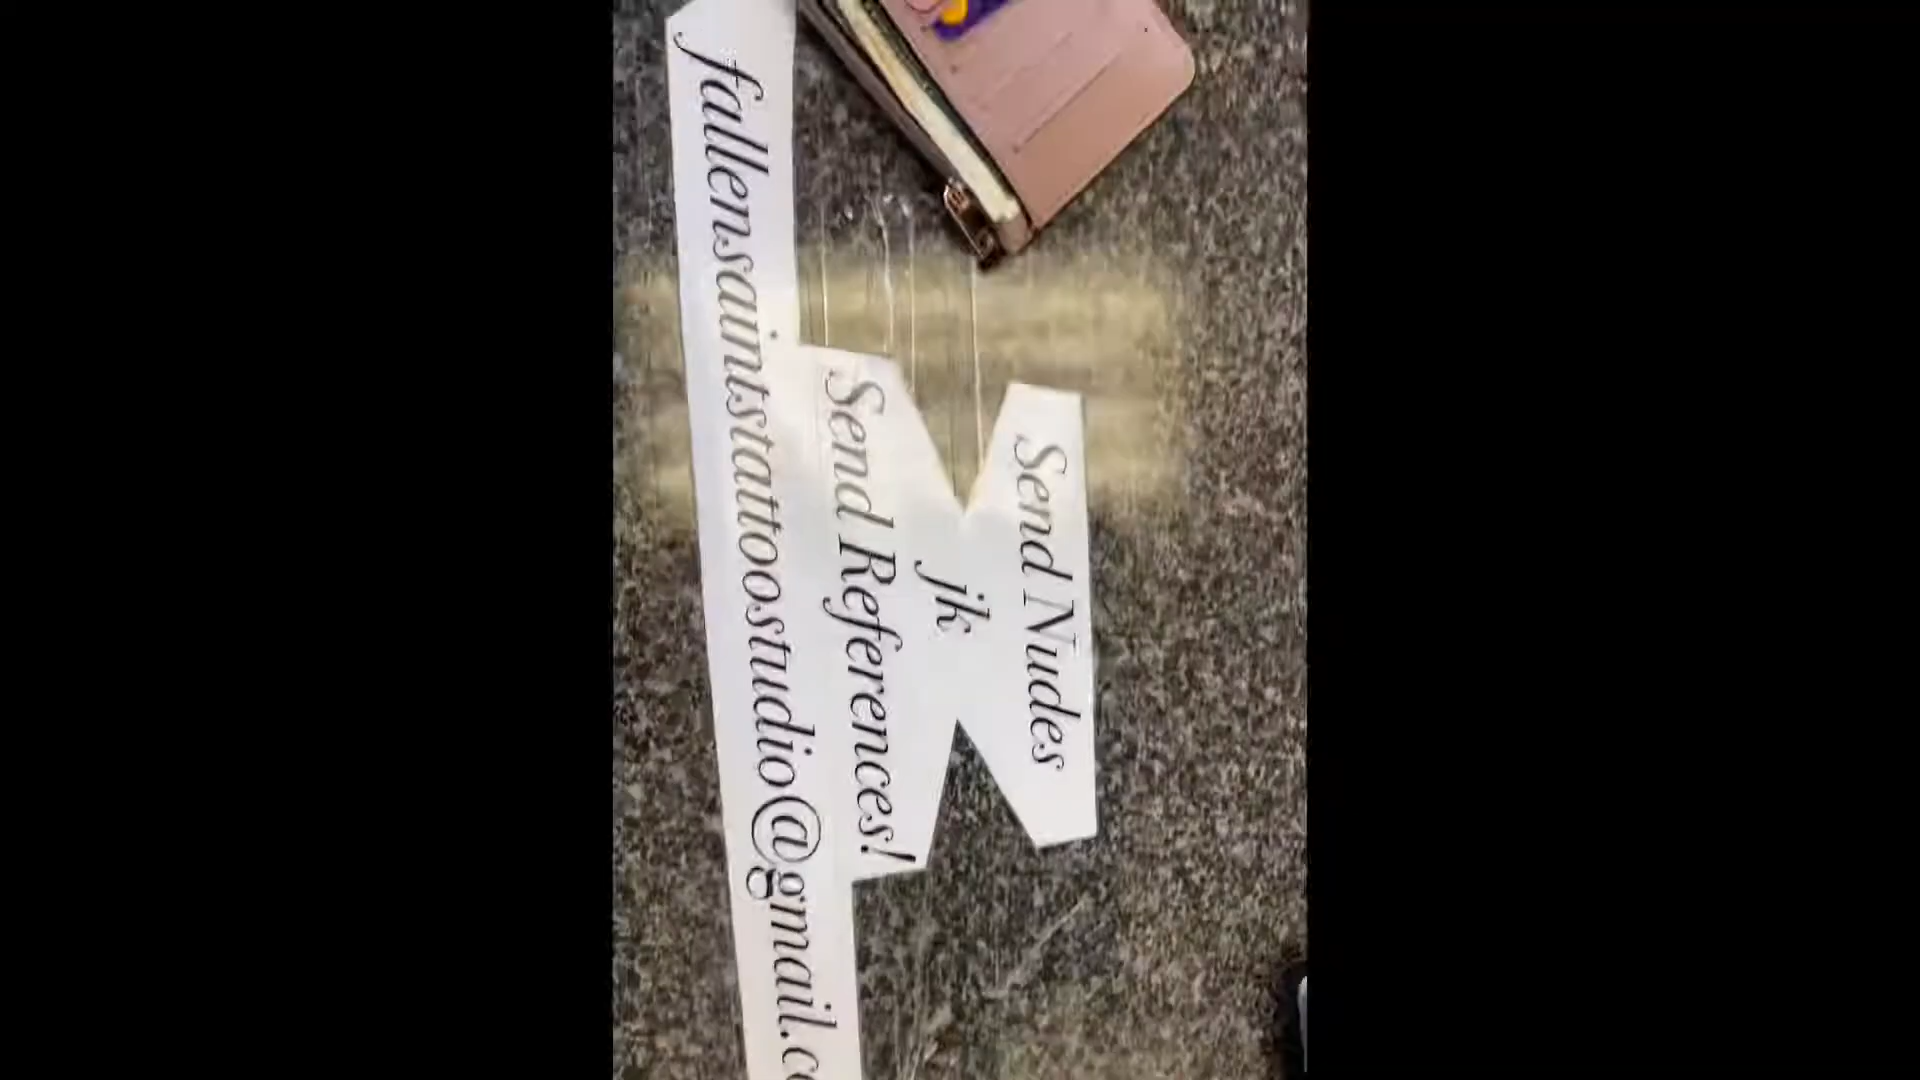 Send Nudes
jk
Send References!
fallensaintstattoostudio@gmail.c